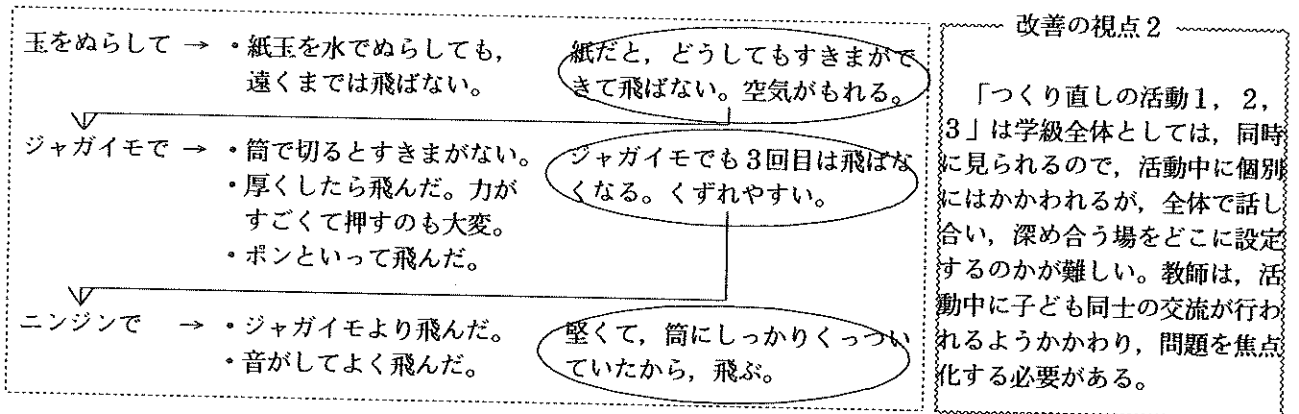 玉をぬらして → ・紙玉を水でぬらしても，
遠くまでは飛ばない。
紙だと，どうしてもすきまがで
きて飛ばない。空気がもれる。
ジャガイモで → ・筒で切るとすきまがない。
・厚くしたら飛んだ。力が
すごくて押すのも大変。
・ポンといって飛んだ。
ジャガイモでも3回目は飛ばな
くなる。くずれやすい。
ニンジンで → ・ジャガイモより飛んだ。
・音がしてよく飛んだ。
堅くて，筒にしっかりくっつい
ていたから，飛ぶ。
改善の視点2
「つくり直しの活動1，2，
3」は学級全体としては，同時
に見られるので，活動中に個別
にはかかわれるが，全体で話し
合い，深め合う場をどこに設定
するのかが難しい。教師は，活
動中に子ども同士の交流が行わ
れるようかかわり，問題を焦点
化する必要がある。